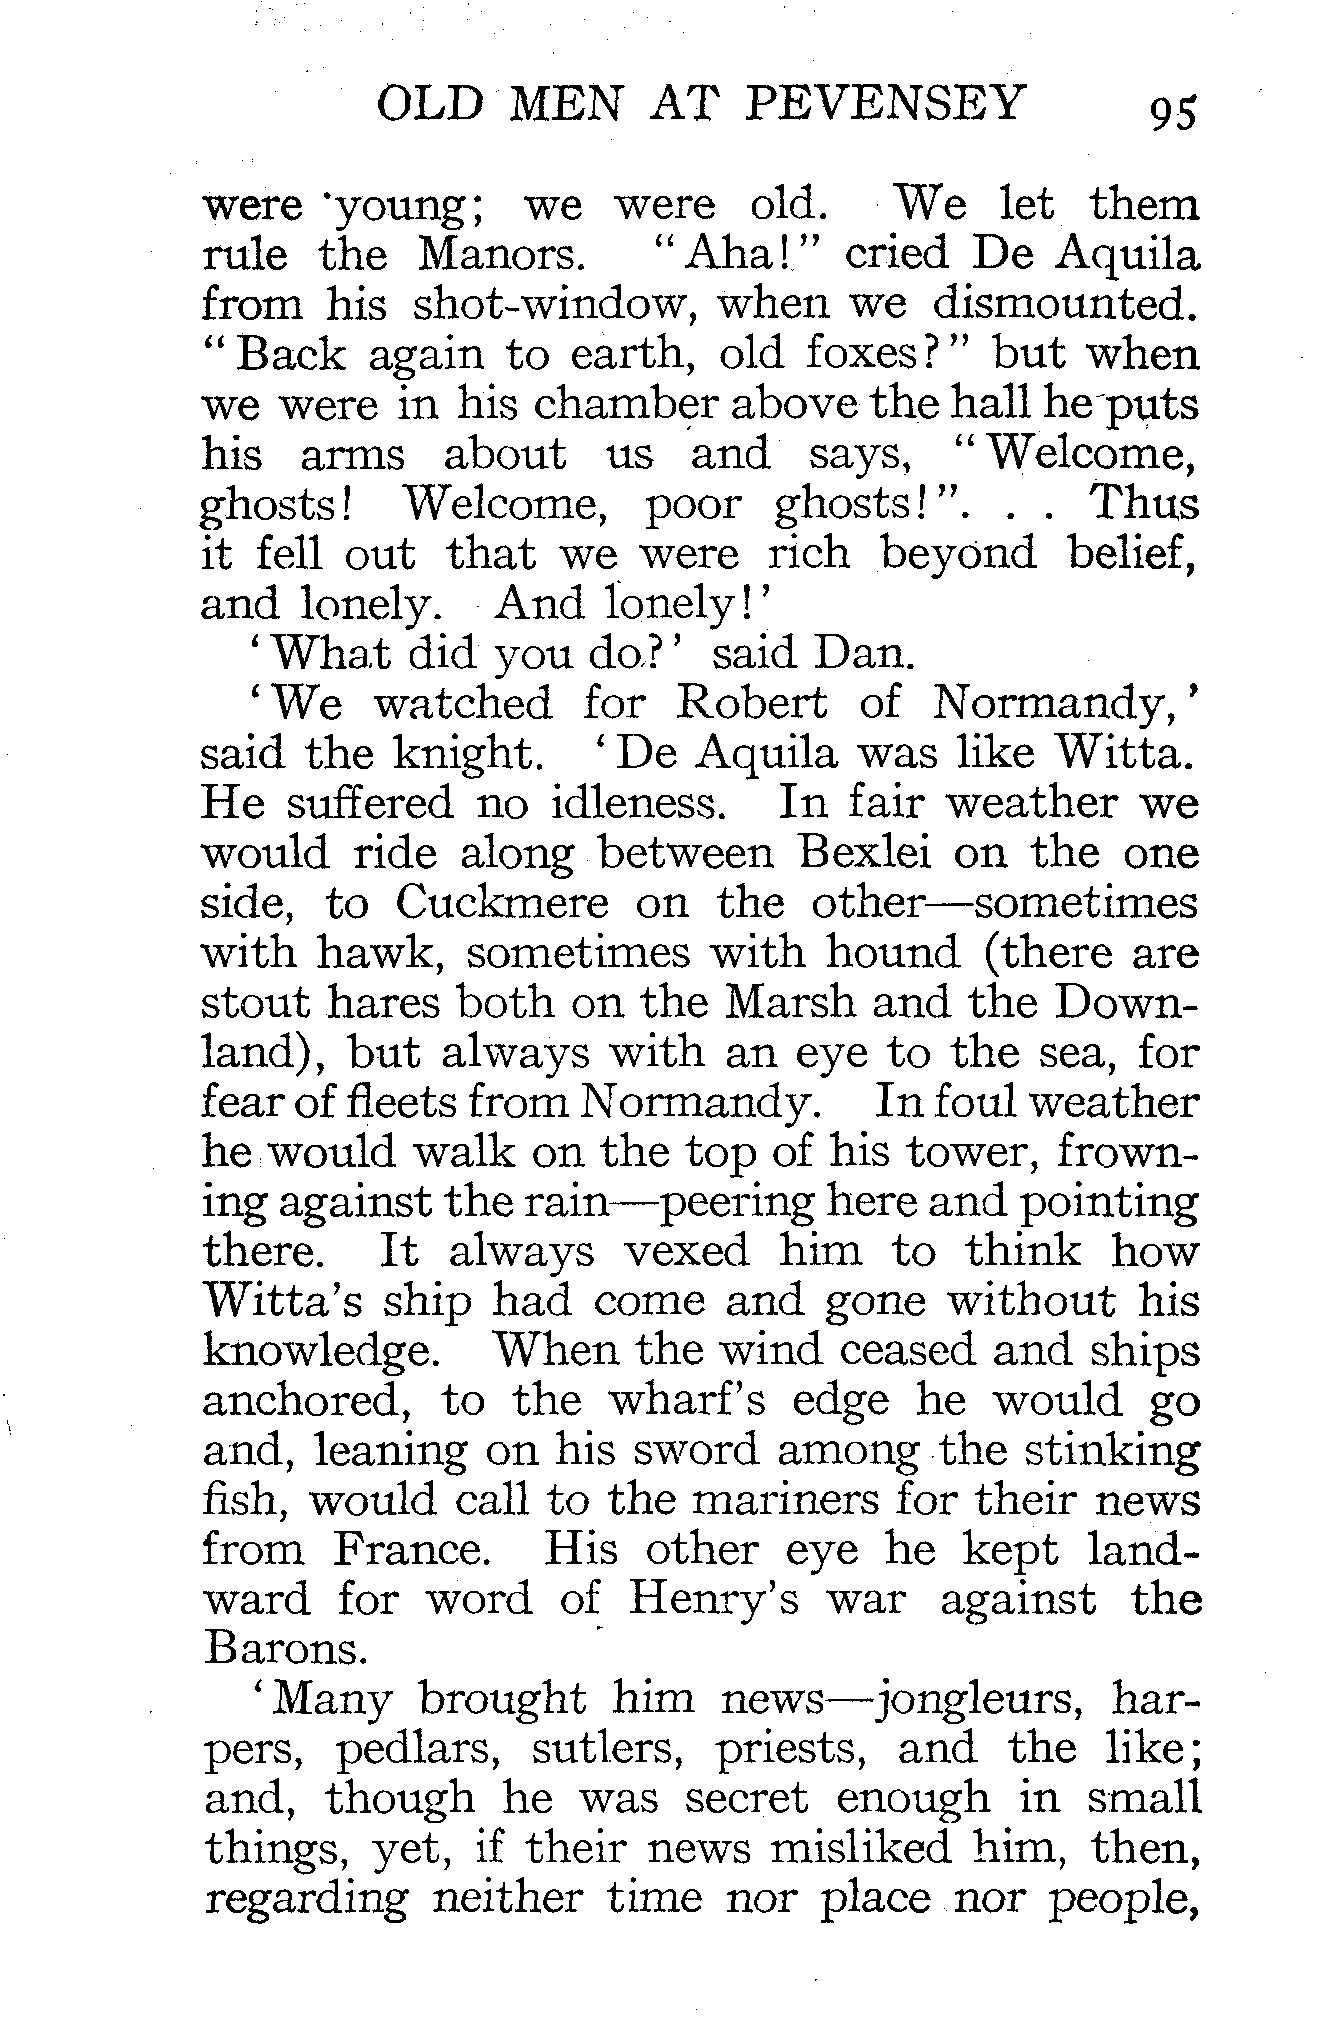 OLD MEN AT PEVENSEY 95
were young; we were old. We let them
rule the Manors. "Aha!" cried De Aquila
from his shot-window, when we dismounted.
"Back again to earth, old foxes?" but when
we were in his chamber above the hall he puts
his arms about us and says, "Welcome,
ghosts! Welcome, poor ghosts!". . . Thus
it fell out that we were rich beyond belief,
and lonely. And lonely!'
'What did you do?' said Dan.
'We watched for Robert of Normandy,'
said the knight. 'De Aquila was like Witta.
He suffered no idleness. In fair weather we
would ride along between Bexlei on the one
side, to Cuckmere on the other—sometimes
with hawk, sometimes with hound (there are
stout hares both on the Marsh and the Down-
land), but always with an eye to the sea, for
fear of fleets from Normandy. In foul weather
he would walk on the top of his tower, frown-
ing against the rain—peering here and pointing
there. It always vexed him to think how
Witta's ship had come and gone without his
knowledge. When the wind ceased and ships
anchored, to the wharf's edge he would go
and, leaning on his sword among the stinking
fish, would call to the mariners for their news
from France. His other eye he kept land-
ward for word of Henry's war against the
Barons.
'Many brought him news—jongleurs, har-
pers, pedlars, sutlers, priests, and the like;
and, though he was secret enough in small
things, yet, if their news misliked him, then,
regarding neither time nor place nor people,